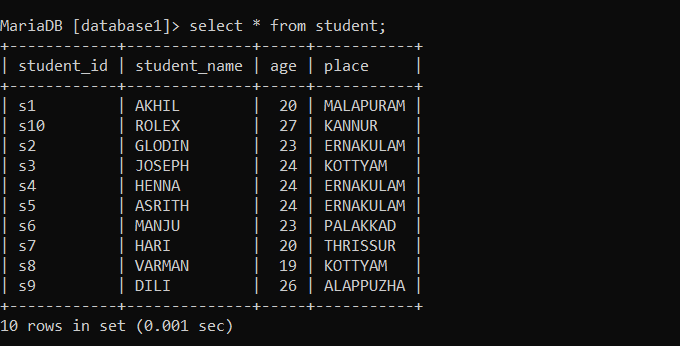 MariaDB [database1]> select * from student;
+------------+--------------+-----+-----------+
| student_id | student_name | age | place     |
+------------+--------------+-----+-----------+
| s1         | AKHIL        |  20 | MALAPURAM |
| s10        | ROLEX        |  27 | KANNUR    |
| s2         | GLODIN       |  23 | ERNAKULAM |
| s3         | JOSEPH       |  24 | KOTTYAM   |
| s4         | HENNA        |  24 | ERNAKULAM |
| s5         | ASRITH       |  24 | ERNAKULAM |
| s6         | MANJU        |  23 | PALAKKAD  |
| s7         | HARI         |  20 | THRISSUR  |
| s8         | VARMAN       |  19 | KOTTYAM   |
| s9         | DILI         |  26 | ALAPPUZHA |
+------------+--------------+-----+-----------+
10 rows in set (0.001 sec)